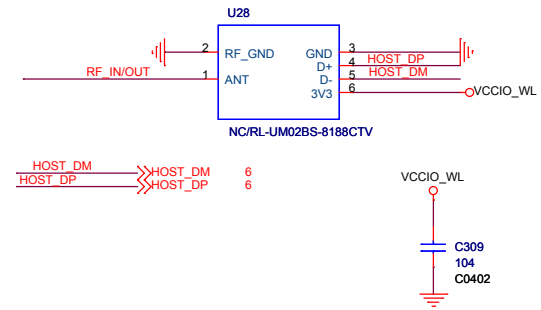 U28
2 RF_GND GND 3
D+ 4 HOST_DP
RF_IN/OUT 1 ANT D- 5 HOST_DM
3V3 6 VCCIO_WL
NC/RL-UM02BS-8188CTV
HOST_DM HOST_DM 6
HOST_DP HOST_DP 6
VCCIO_WL
C309
104
C0402